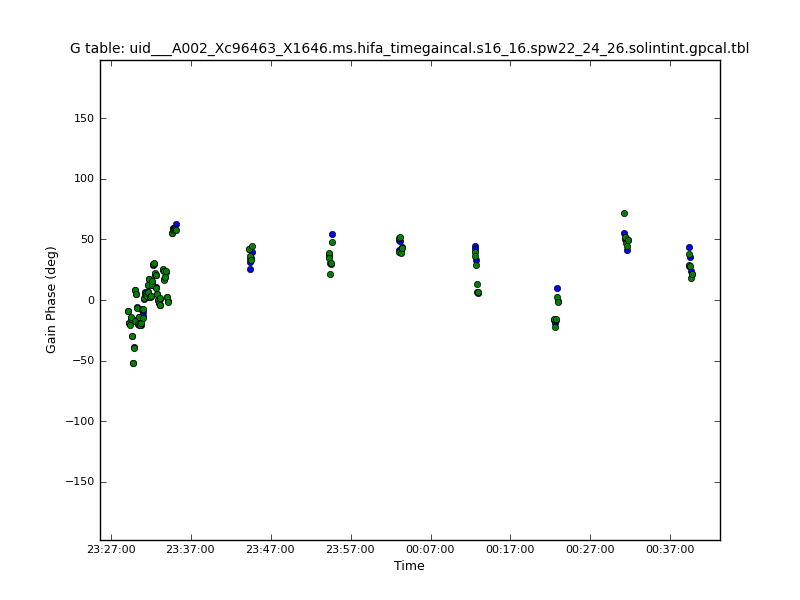 G table: uid___A002_Xc96463_X1646.ms.hifa_timegaincal.s16_16.spw22_24_26.solintint.gpcal.tbl
150
100
50
0
−50
−100
−150
Gain Phase (deg)
23:27:00 23:37:00 23:47:00 23:57:00 00:07:00 00:17:00 00:27:00 00:37:00
Time